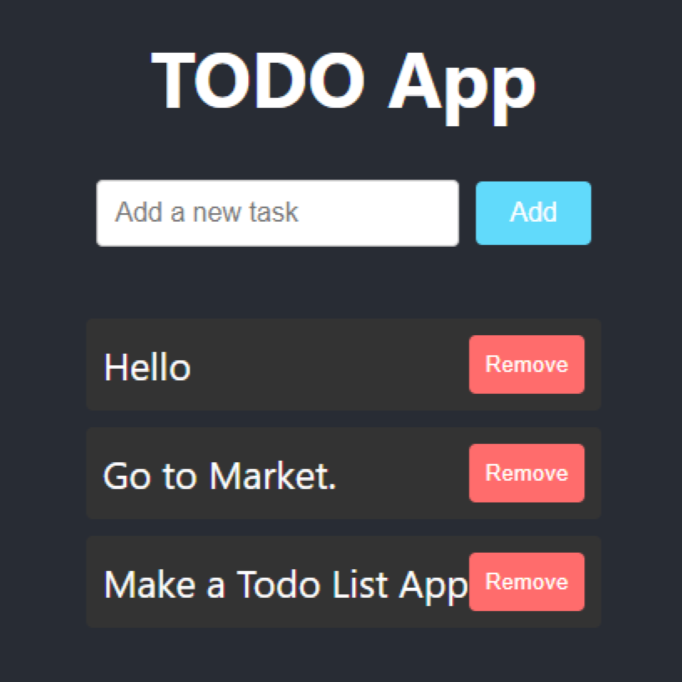 TODO App
Add a new task
Add
Hello
Remove
Go to Market.
Remove
Make a Todo List App
Remove